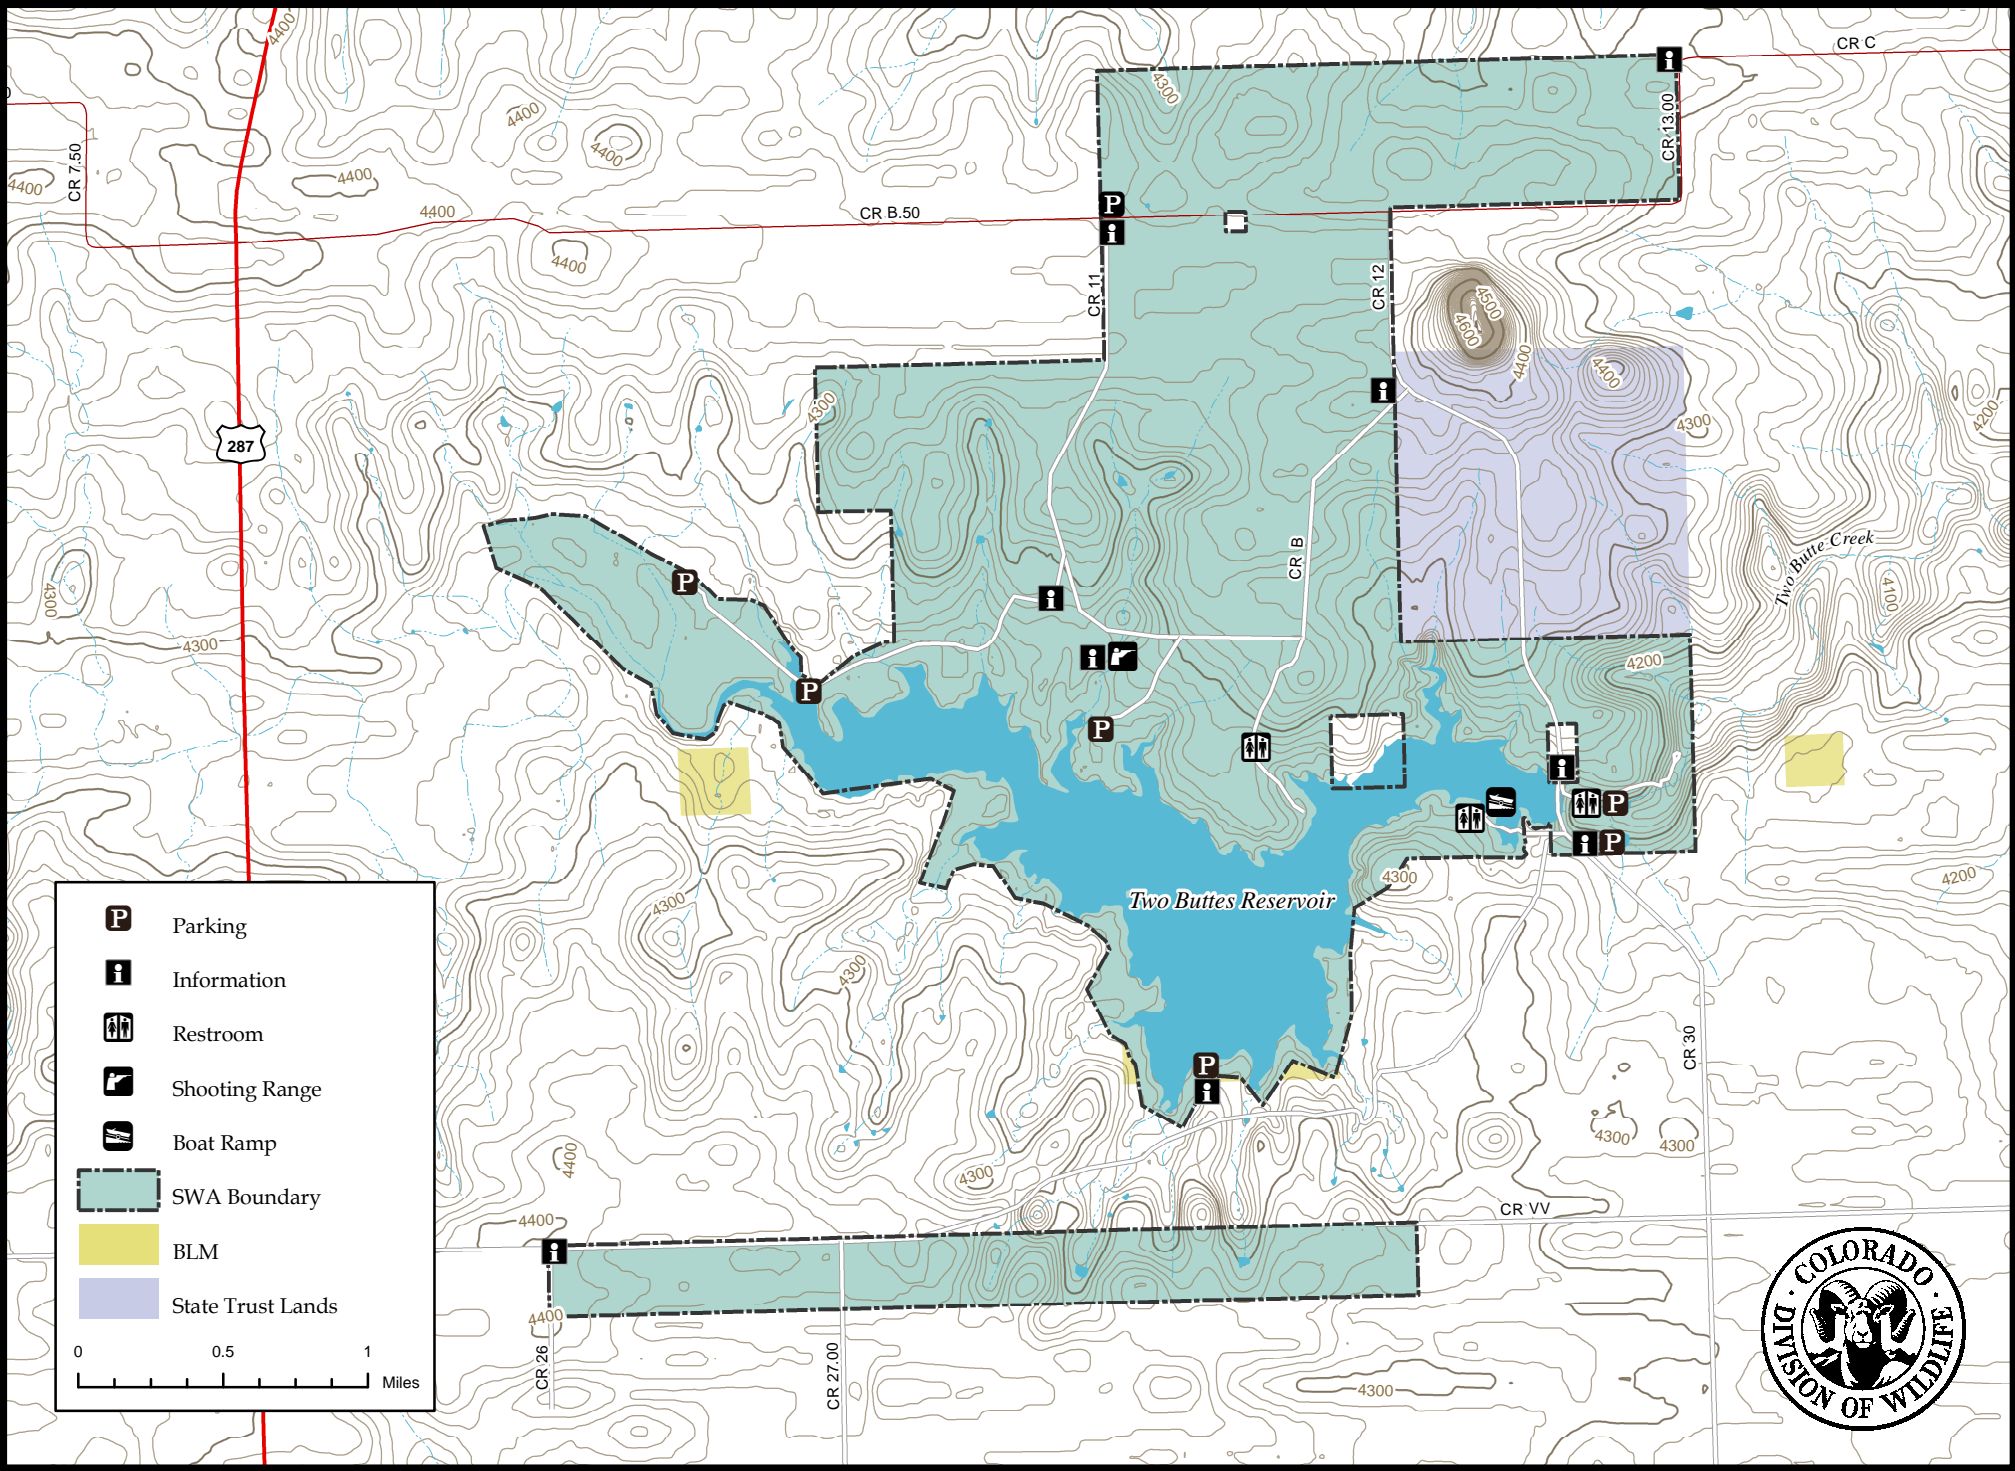 4400
CR C
4300
4400
CR 13.00
4400
CR 7.50
4400
4400
4400
CR B.50
P
i
i
4400
CR 11
CR 12
4500
4600
4400
4400
4300
4300
4200
287
i
Two Butte Creek
CR B
4300
4100
P
i
4300
4200
i
P
P
i
P
i
P
4300
4200
Two Buttes Reservoir
4300
4300
CR 30
P
i
4300
4300
4400
4300
CR VV
4400
i
4400
CR 26
CR 27.00
4300
P Parking
i Information
Restroom
Shooting Range
Boat Ramp
SWA Boundary
BLM
State Trust Lands
0 0.5 1
Miles
COLORADO
DIVISION OF WILDLIFE